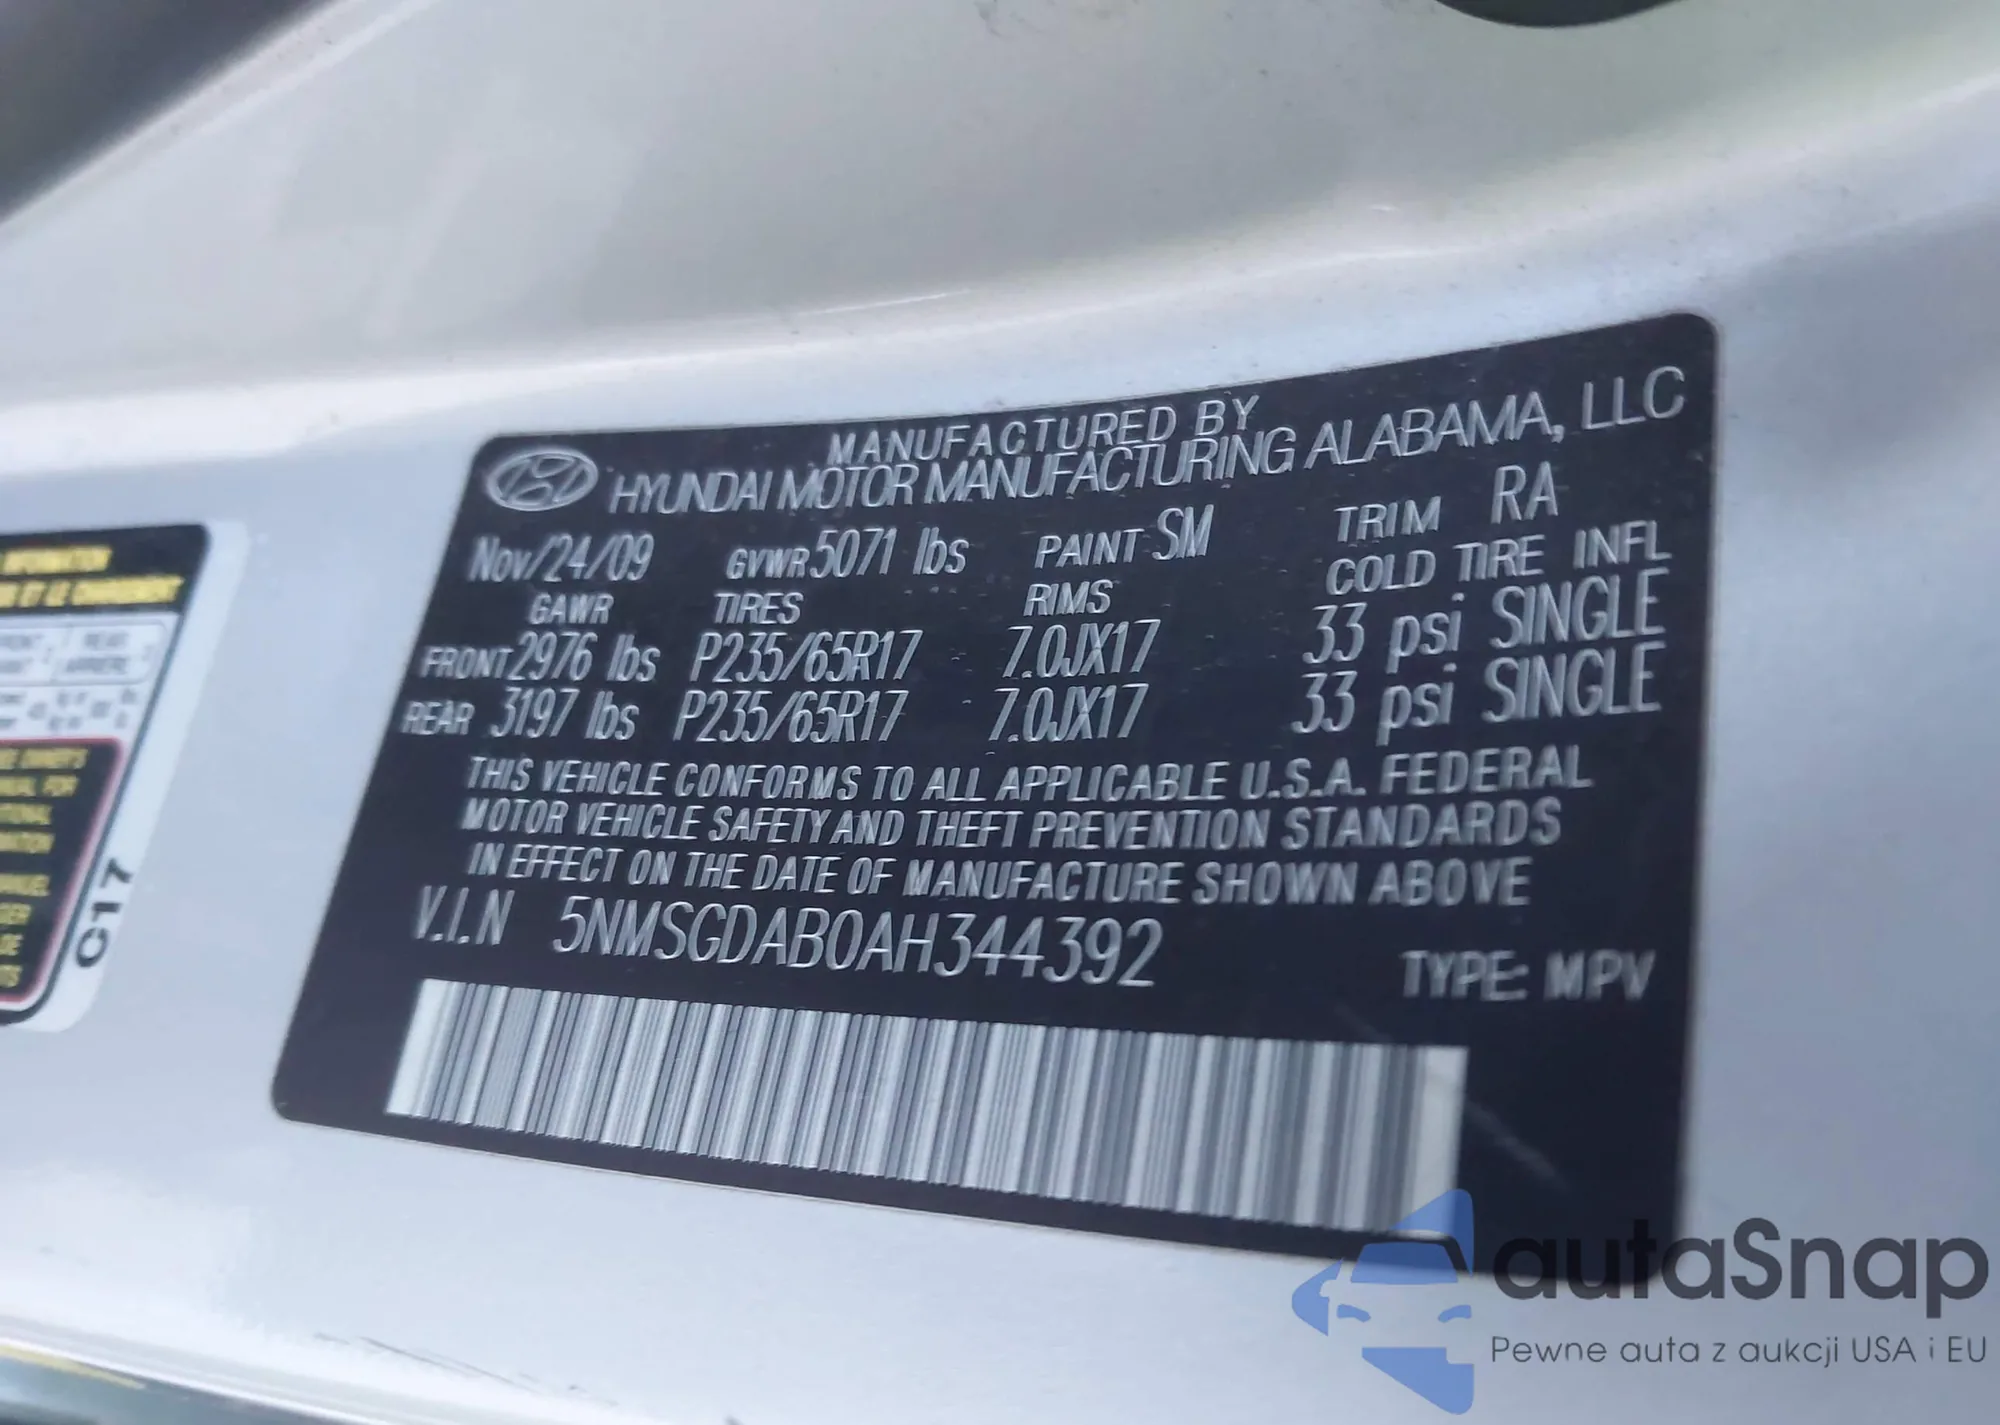 MANUFACTURED BY
HYUNDAI MOTOR MANUFACTURING ALABAMA, LLC
Nov/24/09 GVWR 5071 lbs PAINT SM TRIM RA
GAWR TIRES RIMS COLD TIRE INFL
FRONT 2976 lbs P235/65R17 - 7.0JX17 33 psi SINGLE
REAR 3197 lbs P235/65R17 7.0JX17 33 psi SINGLE
THIS VEHICLE CONFORMS TO ALL APPLICABLE U.S.A. FEDERAL
MOTOR VEHICLE SAFETY AND THEFT PREVENTION STANDARDS
IN EFFECT ON THE DATE OF MANUFACTURE SHOWN ABOVE
V.I.N 5NMSGDAB0AH344392
TYPE: MPV
C17
autaSnap
Pewne auta z aukcji USA i EU